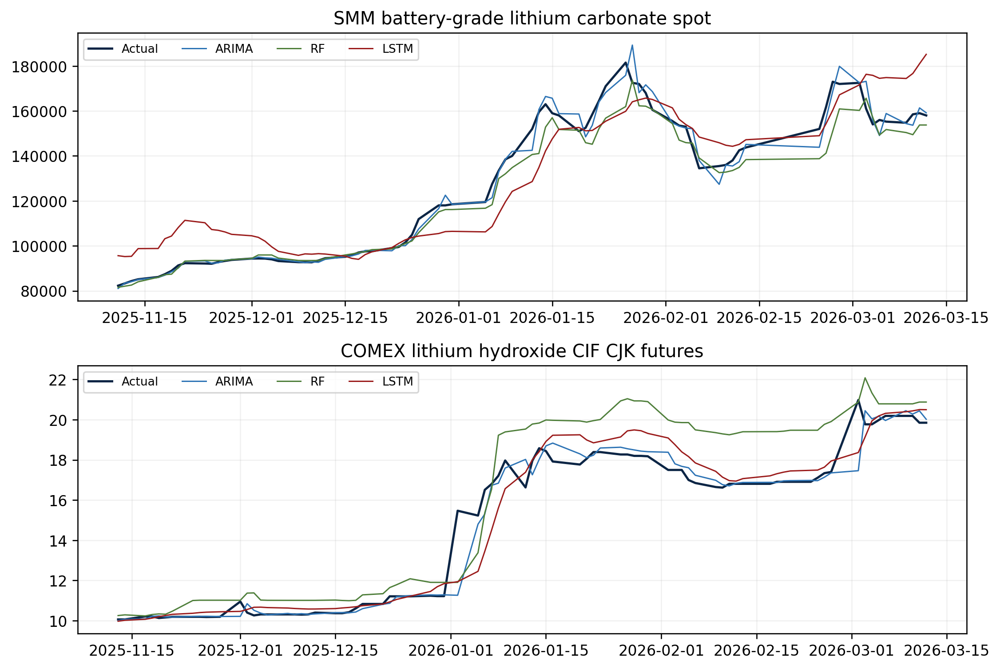 SMM battery-grade lithium carbonate spot
Actual ARIMA RF LSTM
180000
160000
140000
120000
100000
80000
2025-11-15 2025-12-01 2025-12-15 2026-01-01 2026-01-15 2026-02-01 2026-02-15 2026-03-01 2026-03-15
COMEX lithium hydroxide CIF CJK futures
Actual ARIMA RF LSTM
22
20
18
16
14
12
10
2025-11-15 2025-12-01 2025-12-15 2026-01-01 2026-01-15 2026-02-01 2026-02-15 2026-03-01 2026-03-15